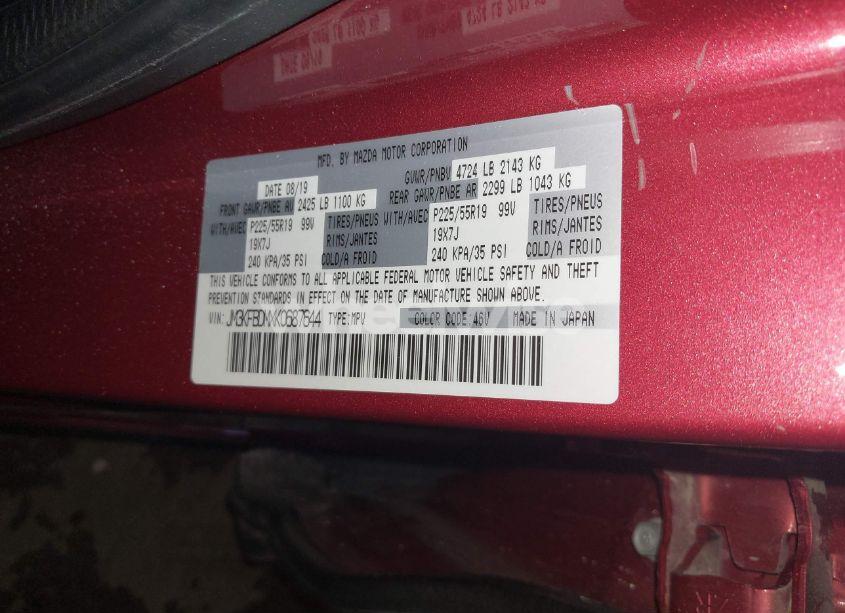 MFD. BY MAZDA MOTOR CORPORATION
DATE 08/19 GVWR/PNBV 4724 LB 2143 KG
FRONT GAWR/PNBE AV 2425 LB 1100 KG REAR GAWR/PNBE AR 2299 LB 1043 KG
WITH/AVEC P225/55R19 99V TIRES/PNEUS WITH/AVEC P225/55R19 99V TIRES/PNEUS
19X7J RIMS/JANTES 19X7J RIMS/JANTES
240 KPA/35 PSI COLD/A FROID 240 KPA/35 PSI COLD/A FROID
THIS VEHICLE CONFORMS TO ALL APPLICABLE FEDERAL MOTOR VEHICLE SAFETY AND THEFT
PREVENTION STANDARDS IN EFFECT ON THE DATE OF MANUFACTURE SHOWN ABOVE.
VIN: TYPE:MPV COLOR CODE:46V MADE IN JAPAN